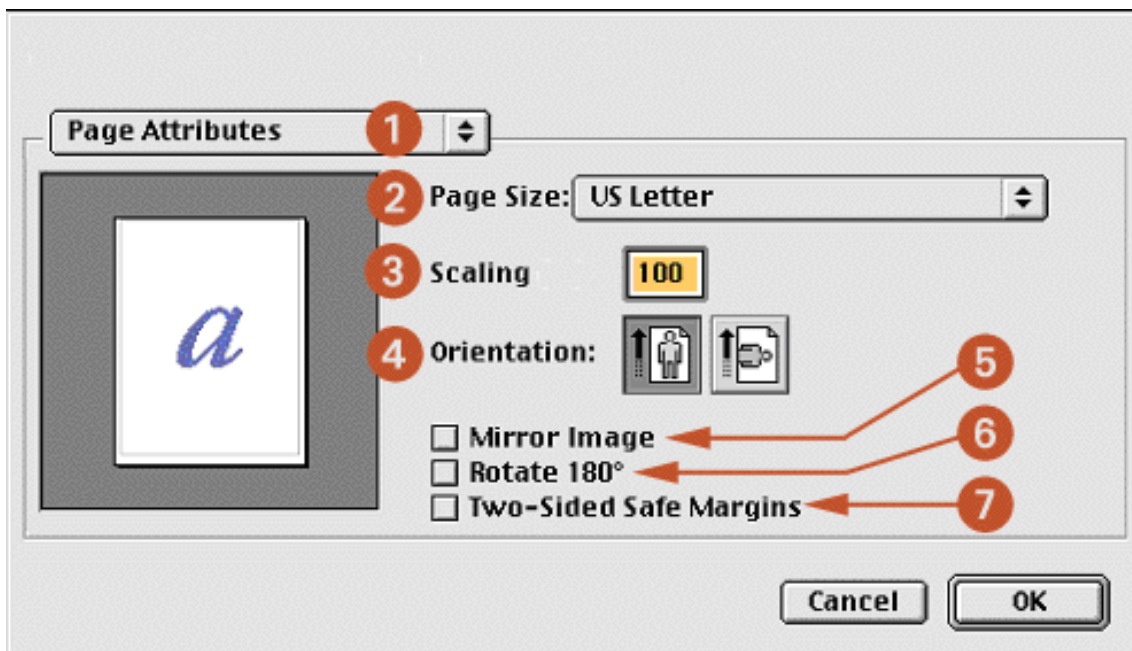 Page Attributes 1
2 Page Size: US Letter
3 Scaling 100
4 Orientation:
a
Mirror Image 5
Rotate 180° 6
Two-Sided Safe Margins 7
Cancel OK